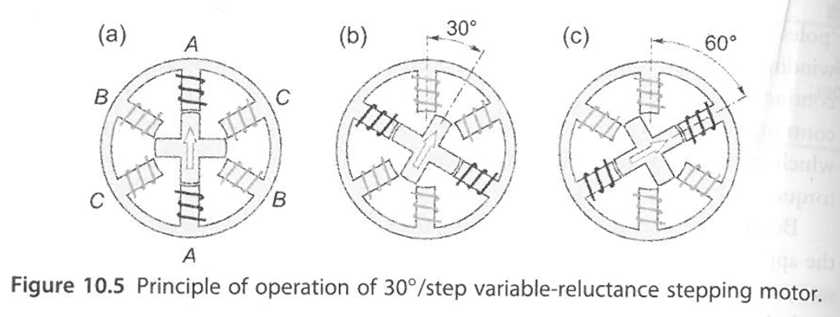 (a)
A
B
C
C
B
A
(b)
30°
(c)
60°
Figure 10.5 Principle of operation of 30°/step variable-reluctance stepping motor.